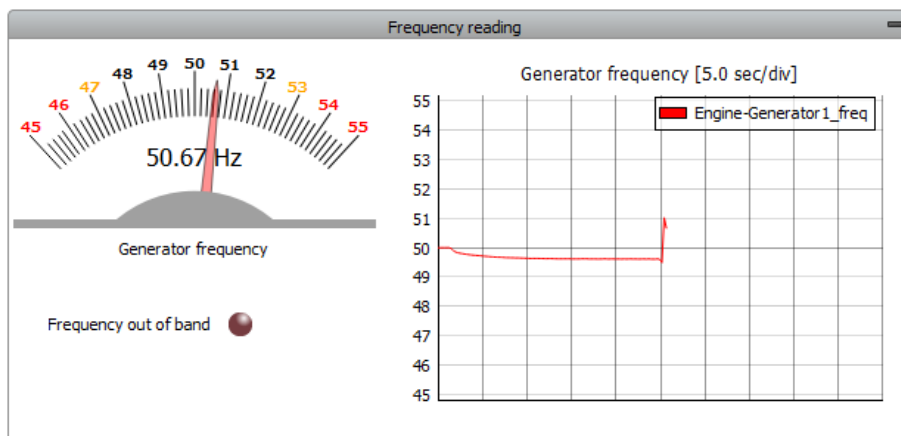 Frequency reading
45 46 47 48 49 50 51 52 53 54 55
50.67 Hz
Generator frequency
Frequency out of band
Generator frequency [5.0 sec/div]
Engine-Generator1_freq
55
54
53
52
51
50
49
48
47
46
45